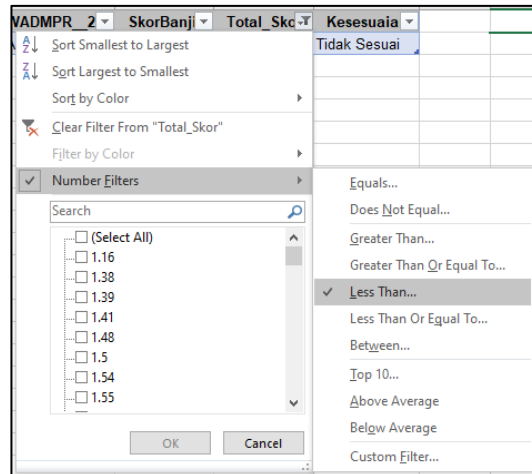 WADMPR__2 SkorBanji Total_Sko Kesesuaia
Tidak Sesuai
Sort Smallest to Largest
Sort Largest to Smallest
Sort by Color
Clear Filter From "Total_Skor"
Filter by Color
Number Filters
Search
(Select All)
1.16
1.38
1.39
1.41
1.48
1.5
1.54
1.55
OK Cancel
Equals...
Does Not Equal...
Greater Than...
Greater Than Or Equal To...
Less Than...
Less Than Or Equal To...
Between...
Top 10...
Above Average
Below Average
Custom Filter...